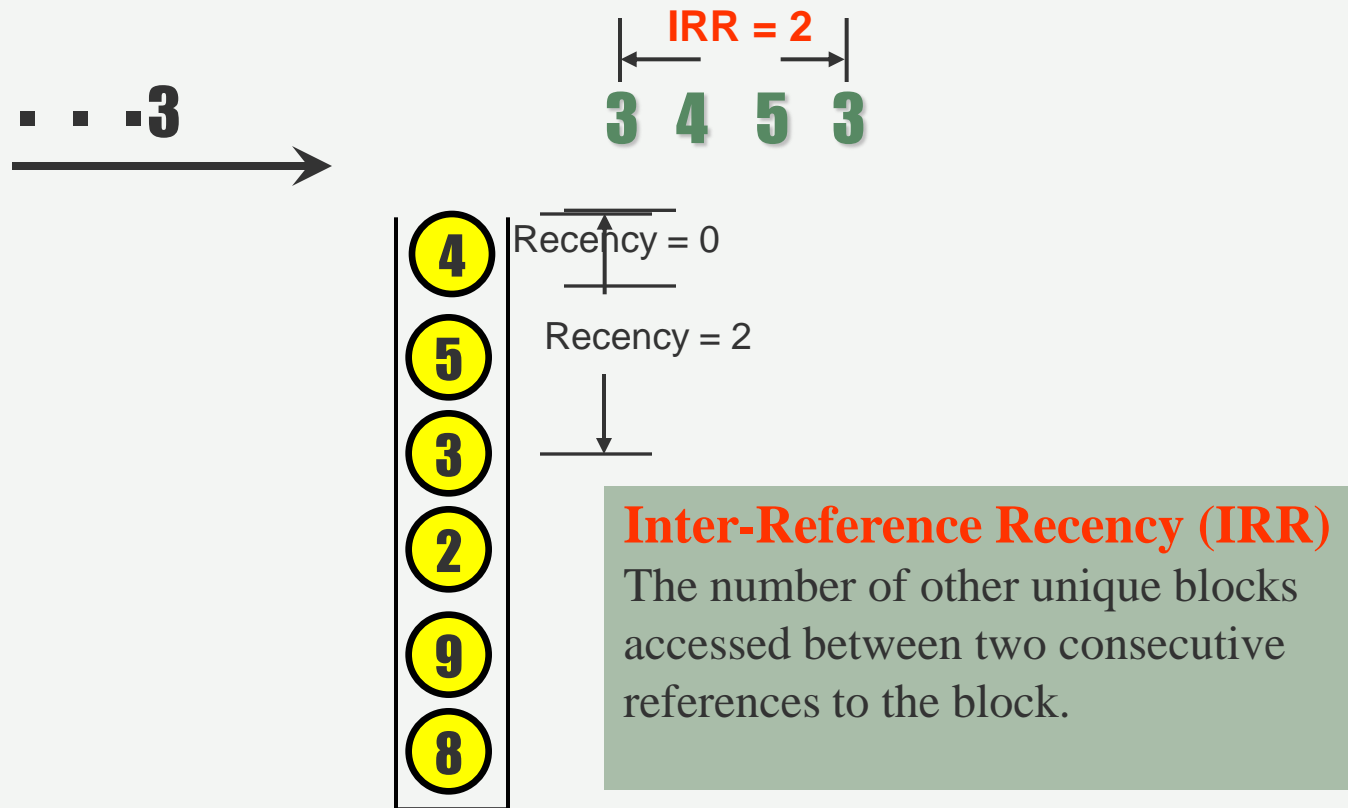 IRR = 2
. . .3
3 4 5 3
4
Recency = 0
5
Recency = 2
3
2
9
8
Inter-Reference Recency (IRR)
The number of other unique blocks
accessed between two consecutive
references to the block.